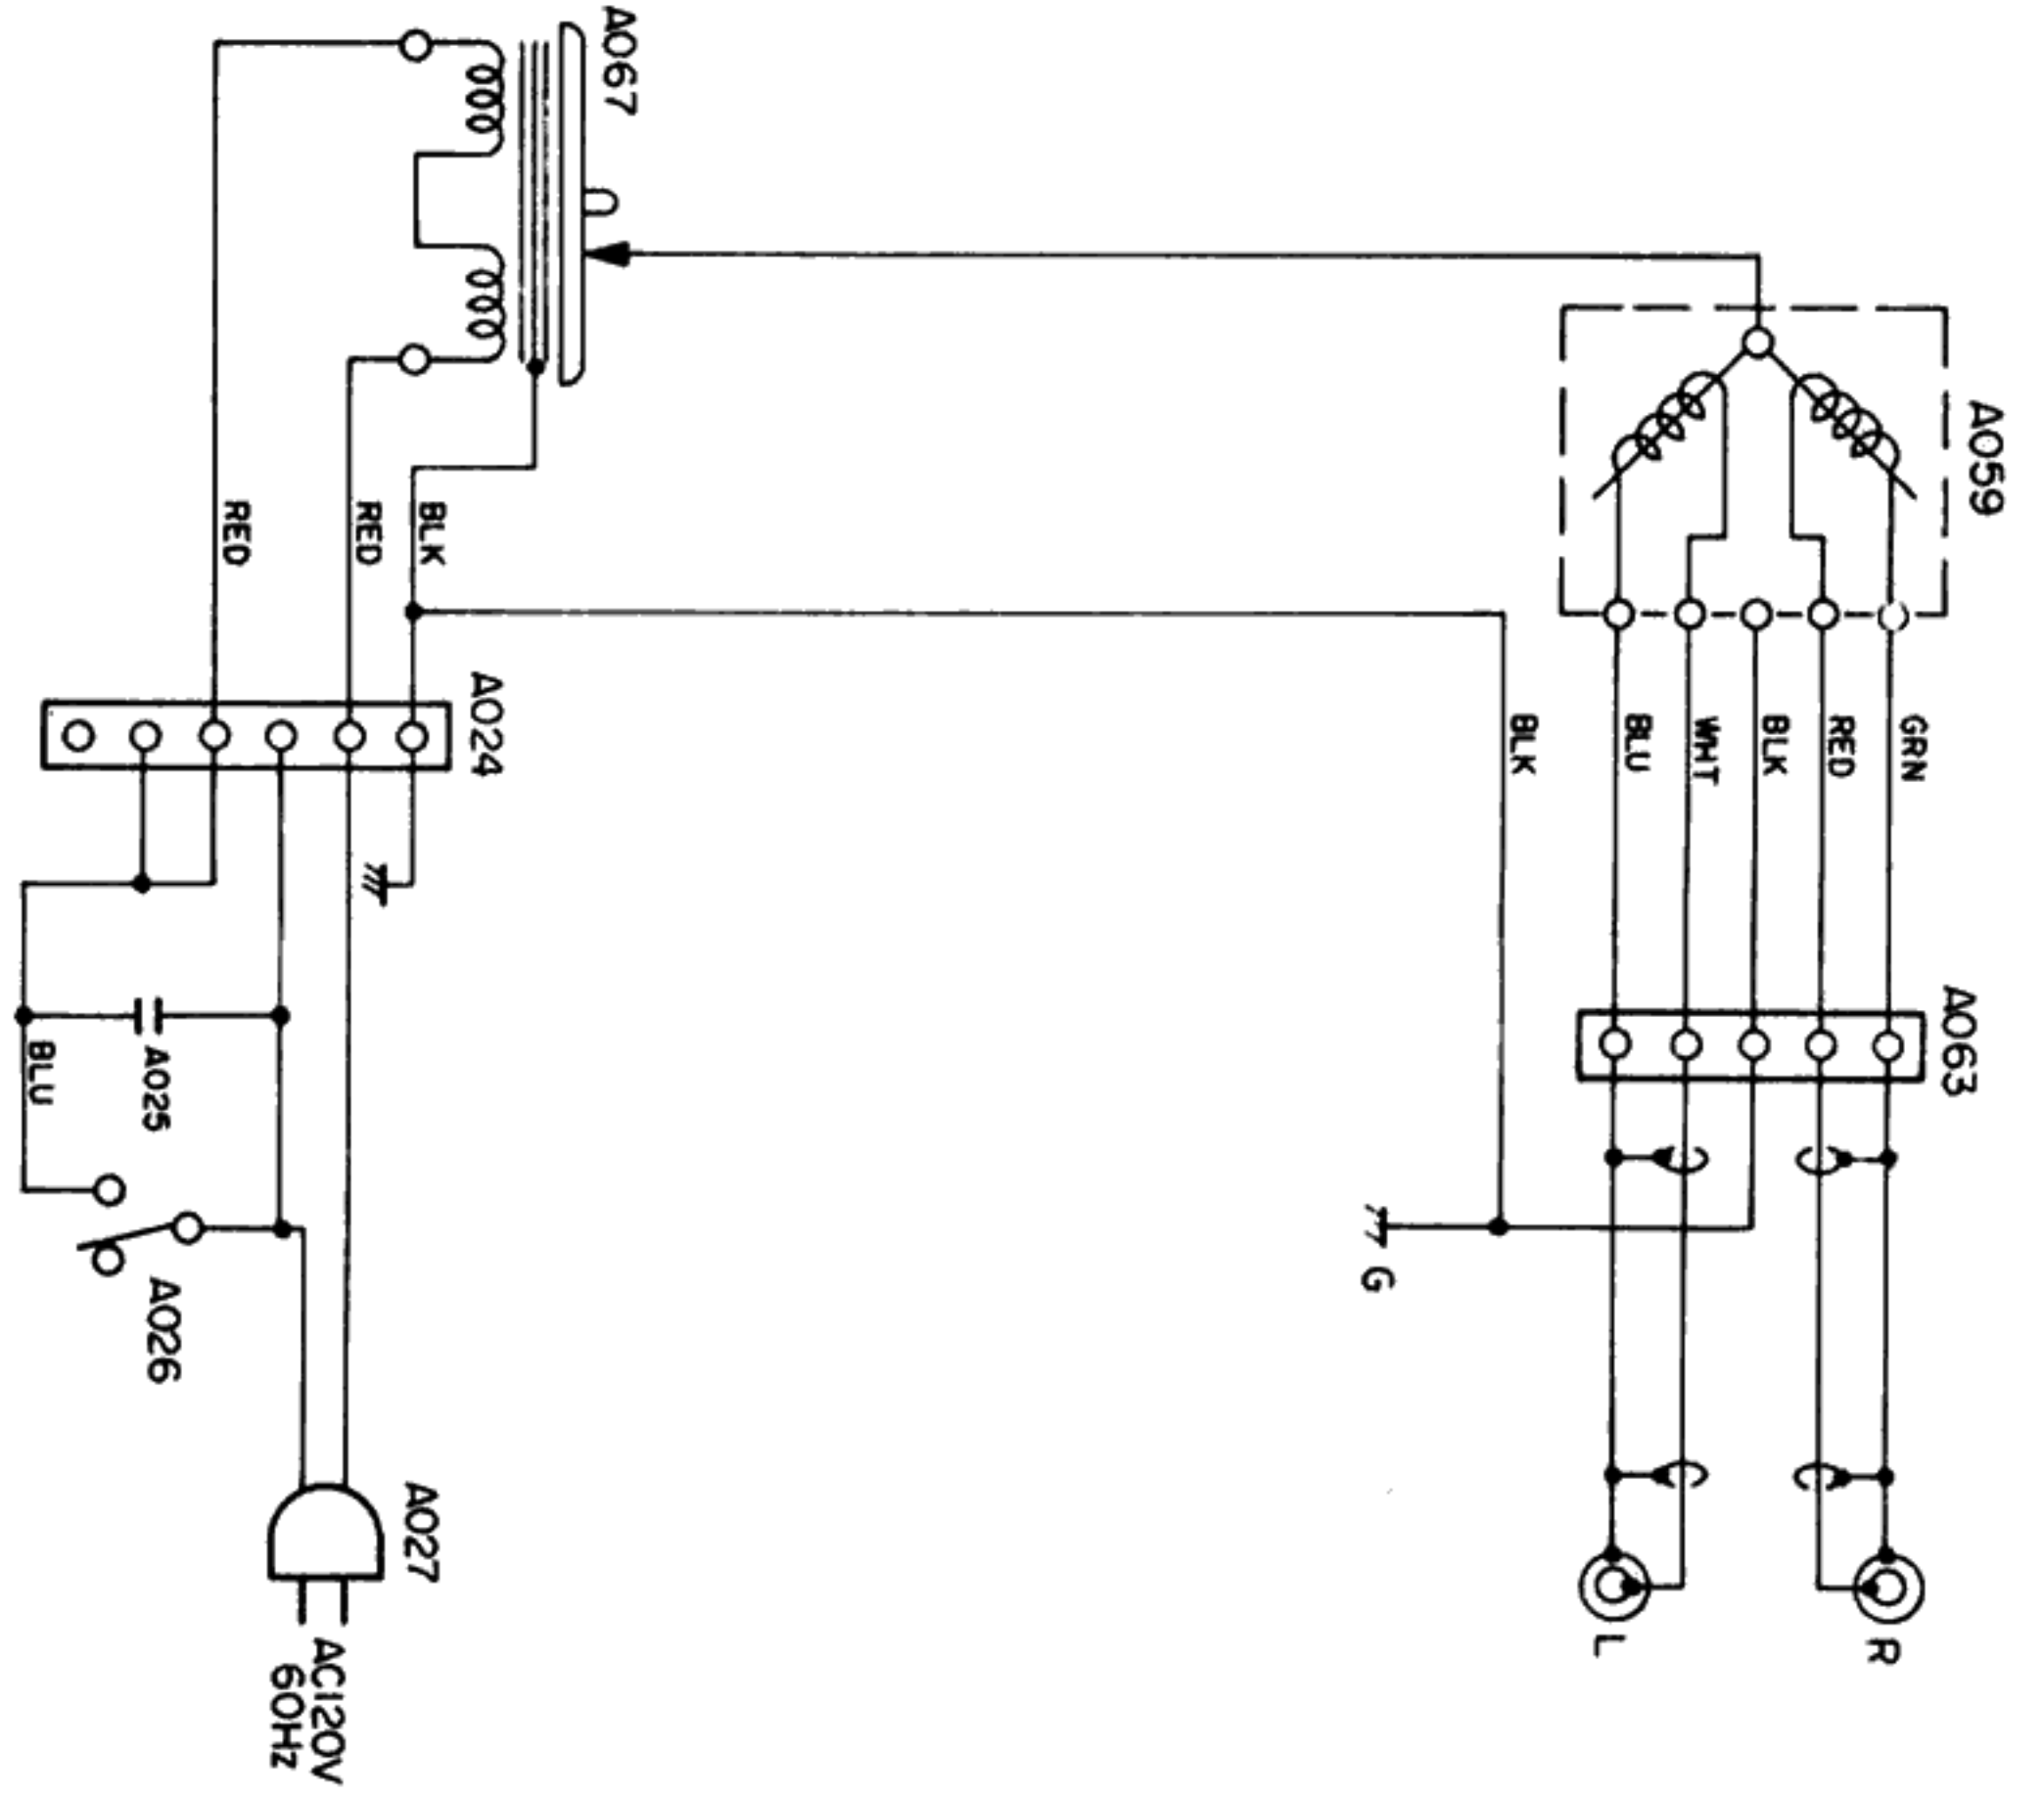 A067
A059
RED
RED
BLK
A024
BLK
BLU
WHT
BLK
RED
GRN
A063
BLU
A025
G
A026
A027
L
R
AC120V
60Hz